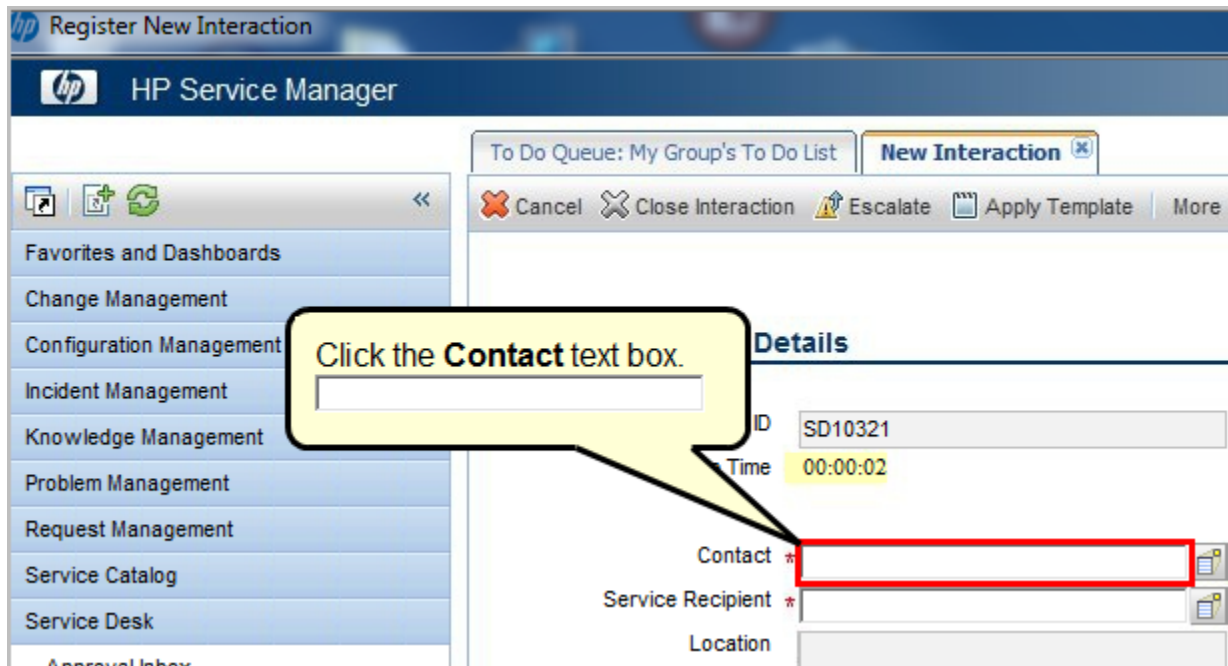 Register New Interaction
HP Service Manager
To Do Queue: My Group's To Do List
New Interaction
Cancel Close Interaction Escalate Apply Template More
Favorites and Dashboards
Change Management
Configuration Management
Incident Management
Knowledge Management
Problem Management
Request Management
Service Catalog
Service Desk
Approval Inbox
Click the Contact text box.
Details
ID SD10321
Time 00:00:02
Contact *
Service Recipient *
Location